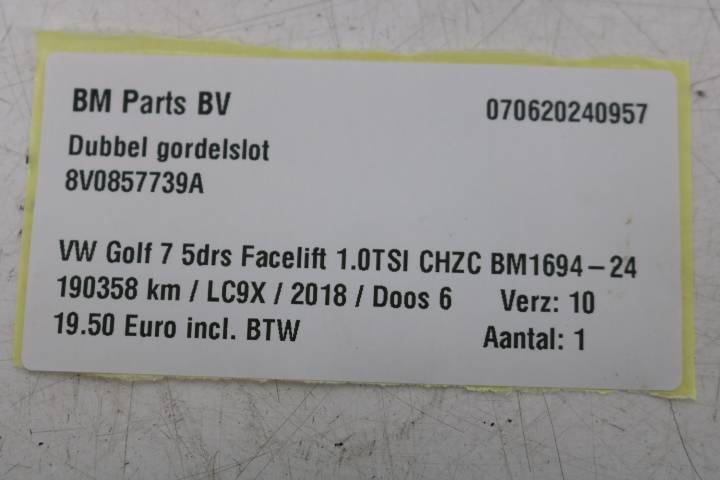 BM Parts BV 070620240957
Dubbel gordelslot
8V0857739A
VW Golf 7 5drs Facelift 1.0TSI CHZC BM1694-24
190358 km / LC9X / 2018 / Doos 6 Verz: 10
19.50 Euro incl. BTW Aantal: 1